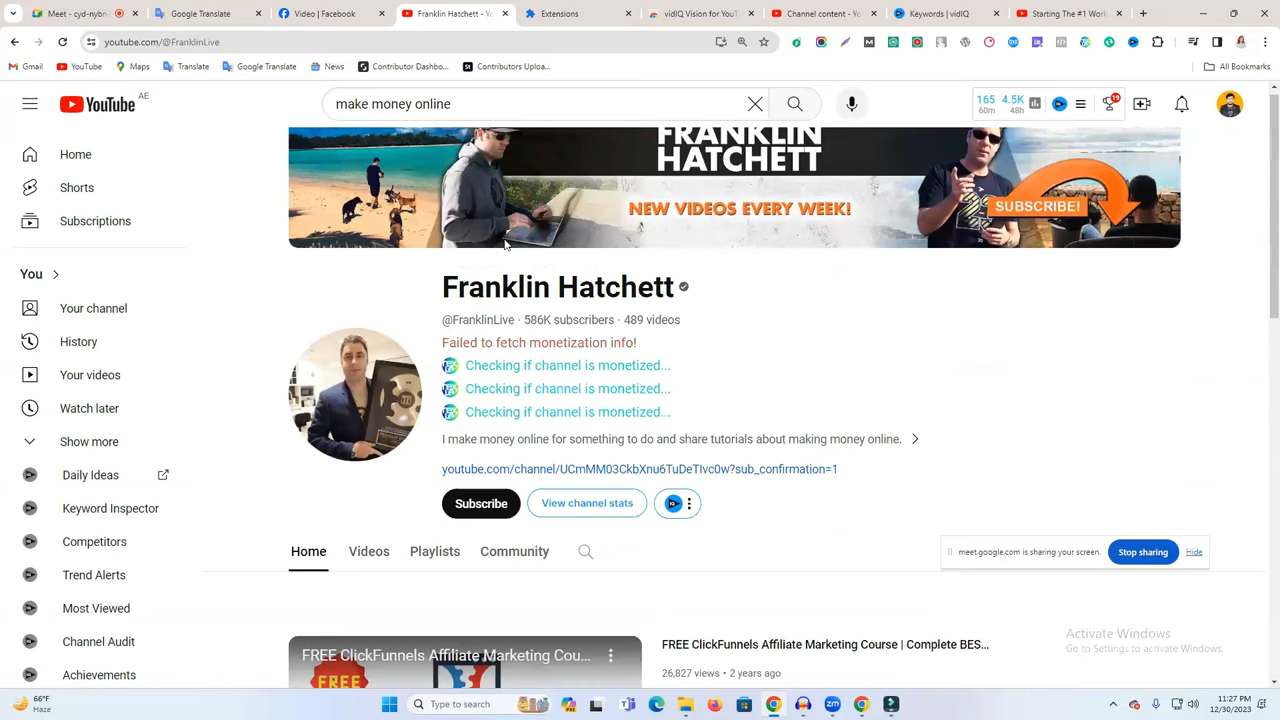 Meet - syd-nybn
Google Translate
Video | Facebook
Franklin Hatchett - Yo
Extensions
vidIQ Vision for YouT
Channel content - Yo
Keywords | vidIQ
Starting The #1 Worl
youtube.com/@FranklinLive
Gmail
YouTube
Maps
Translate
Google Translate
News
Contributor Dashbo...
Contributors Uploa...
All Bookmarks
YouTube AE
make money online
165 4.5K
60m 48h
19
Home
Shorts
Subscriptions
You
Your channel
History
Your videos
Watch later
Show more
Daily Ideas
Keyword Inspector
Competitors
Trend Alerts
Most Viewed
Channel Audit
Achievements
FRANKLIN
HATCHETT
NEW VIDEOS EVERY WEEK!
SUBSCRIBE!
Franklin Hatchett
@FranklinLive · 586K subscribers · 489 videos
Failed to fetch monetization info!
Checking if channel is monetized...
Checking if channel is monetized...
Checking if channel is monetized...
I make money online for something to do and share tutorials about making money online.
youtube.com/channel/UCmMM03CkbXnu6TuDeTIvc0w?sub_confirmation=1
Subscribe
View channel stats
Home
Videos
Playlists
Community
meet.google.com is sharing your screen.
Stop sharing
Hide
FREE ClickFunnels Affiliate Marketing Cou...
FREE
FREE ClickFunnels Affiliate Marketing Course | Complete BES...
26,827 views · 2 years ago
Activate Windows
Go to Settings to activate Windows.
66°F
Haze
Type to search
11:27 PM
12/30/2023